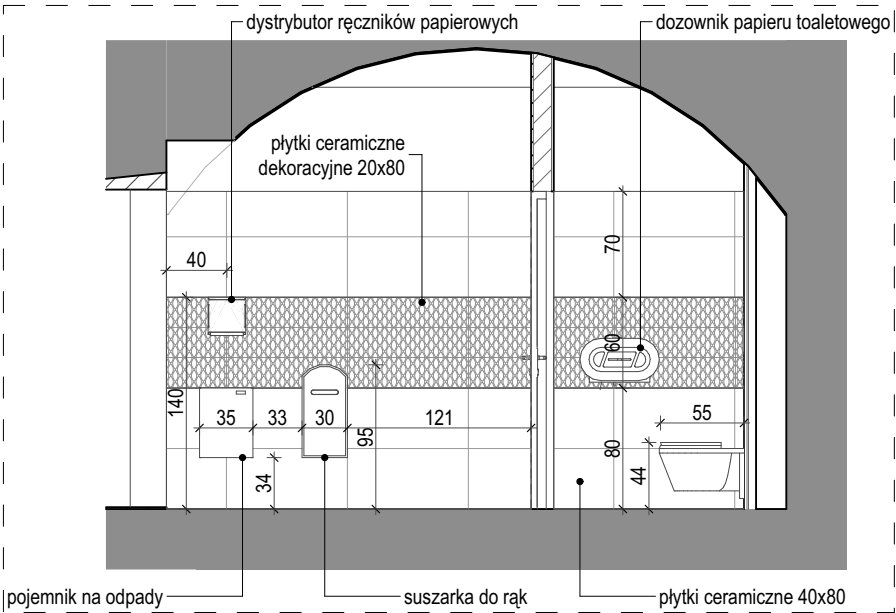 dystrybutor ręczników papierowych
dozownik papieru toaletowego
płytki ceramiczne
dekoracyjne 20x80
40
70
60
140
35
33
30
95
121
55
80
44
34
pojemnik na odpady
suszarka do rąk
płytki ceramiczne 40x80